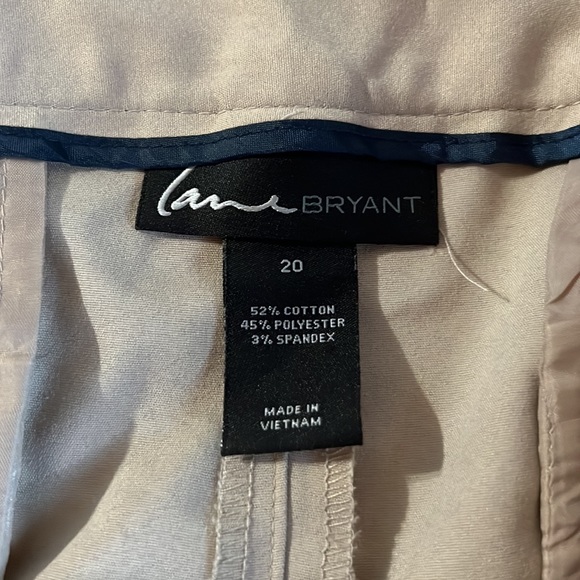 Lane BRYANT
20
52% COTTON
45% POLYESTER
3% SPANDEX
MADE IN
VIETNAM